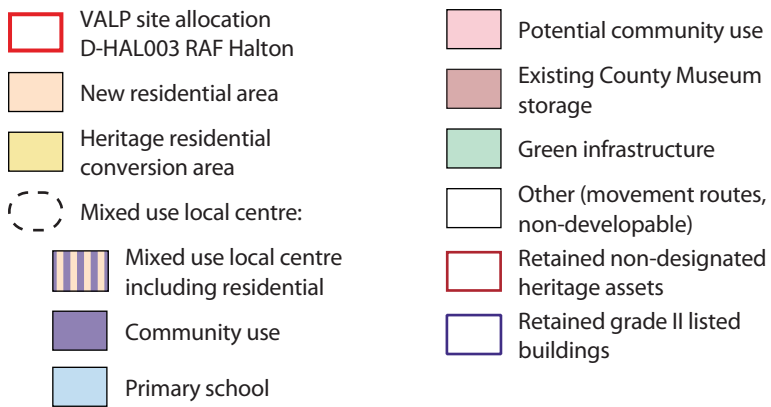 VALP site allocation
D-HAL003 RAF Halton
New residential area
Heritage residential
conversion area
Mixed use local centre:
Mixed use local centre
including residential
Community use
Primary school
Potential community use
Existing County Museum
storage
Green infrastructure
Other (movement routes,
non-developable)
Retained non-designated
heritage assets
Retained grade II listed
buildings